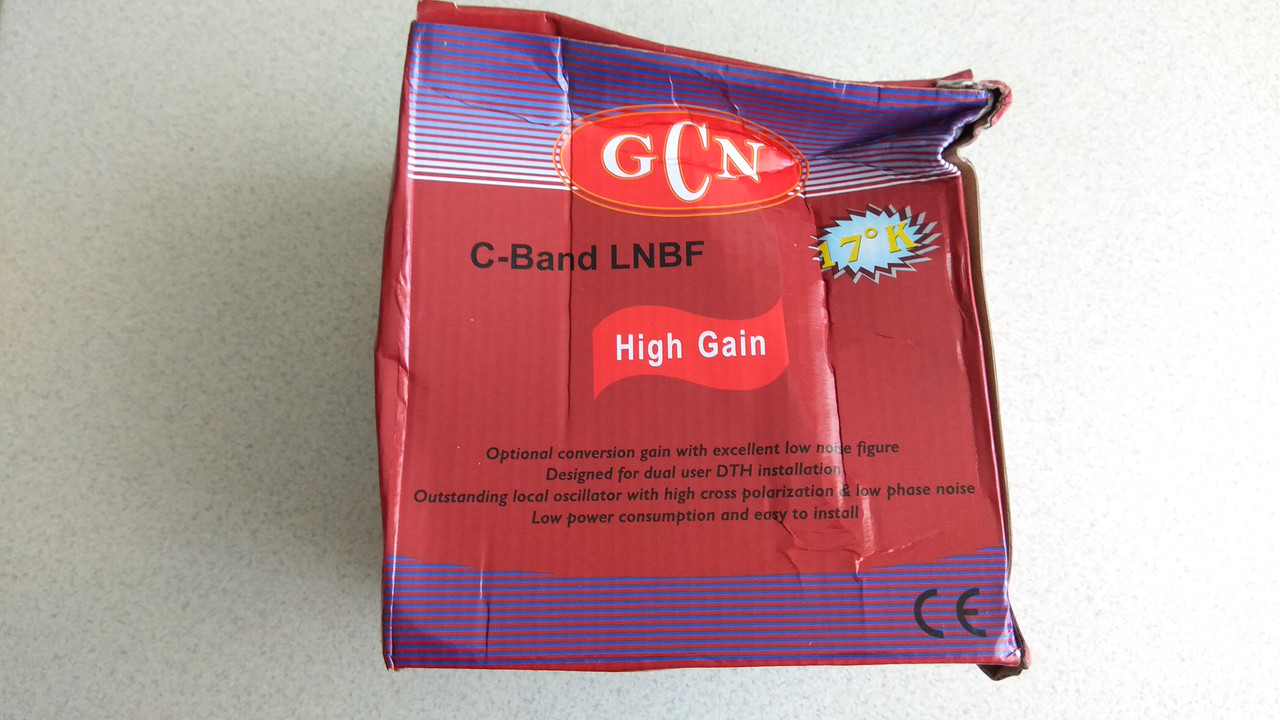 GCN
17°K
C-Band LNBF
High Gain
Optional conversion gain with excellent low noise figure
Designed for dual user DTH installation
Outstanding local oscillator with high cross polarization & low phase noise
Low power consumption and easy to install
CE